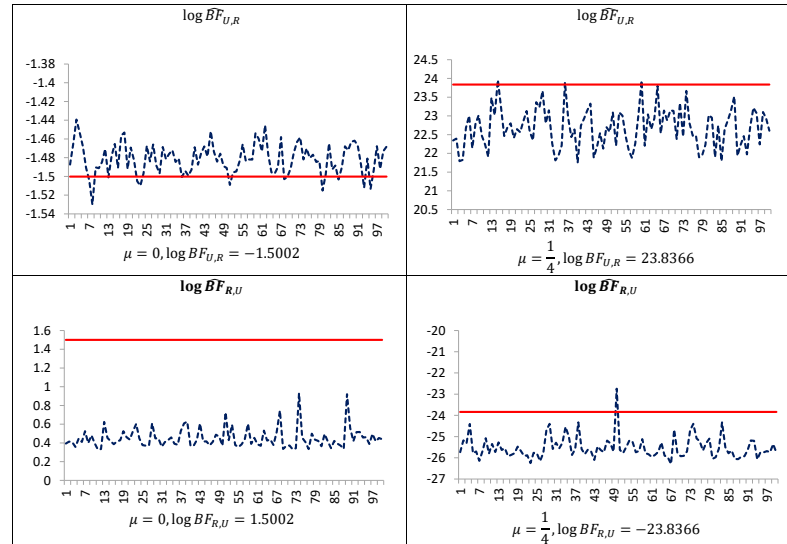 log B̂F_{U,R}
-1.38
-1.4
-1.42
-1.44
-1.46
-1.48
-1.5
-1.52
-1.54
1 7 13 19 25 31 37 43 49 55 61 67 73 79 85 91 97
μ = 0, log BF_{U,R} = −1.5002
log B̂F_{U,R}
24.5
24
23.5
23
22.5
22
21.5
21
20.5
1 7 13 19 25 31 37 43 49 55 61 67 73 79 85 91 97
μ = 1/4, log BF_{U,R} = 23.8366
log B̂F_{R,U}
1.6
1.4
1.2
1
0.8
0.6
0.4
0.2
0
1 7 13 19 25 31 37 43 49 55 61 67 73 79 85 91 97
μ = 0, log BF_{R,U} = 1.5002
log B̂F_{R,U}
-20
-21
-22
-23
-24
-25
-26
-27
1 7 13 19 25 31 37 43 49 55 61 67 73 79 85 91 97
μ = 1/4, log BF_{R,U} = −23.8366